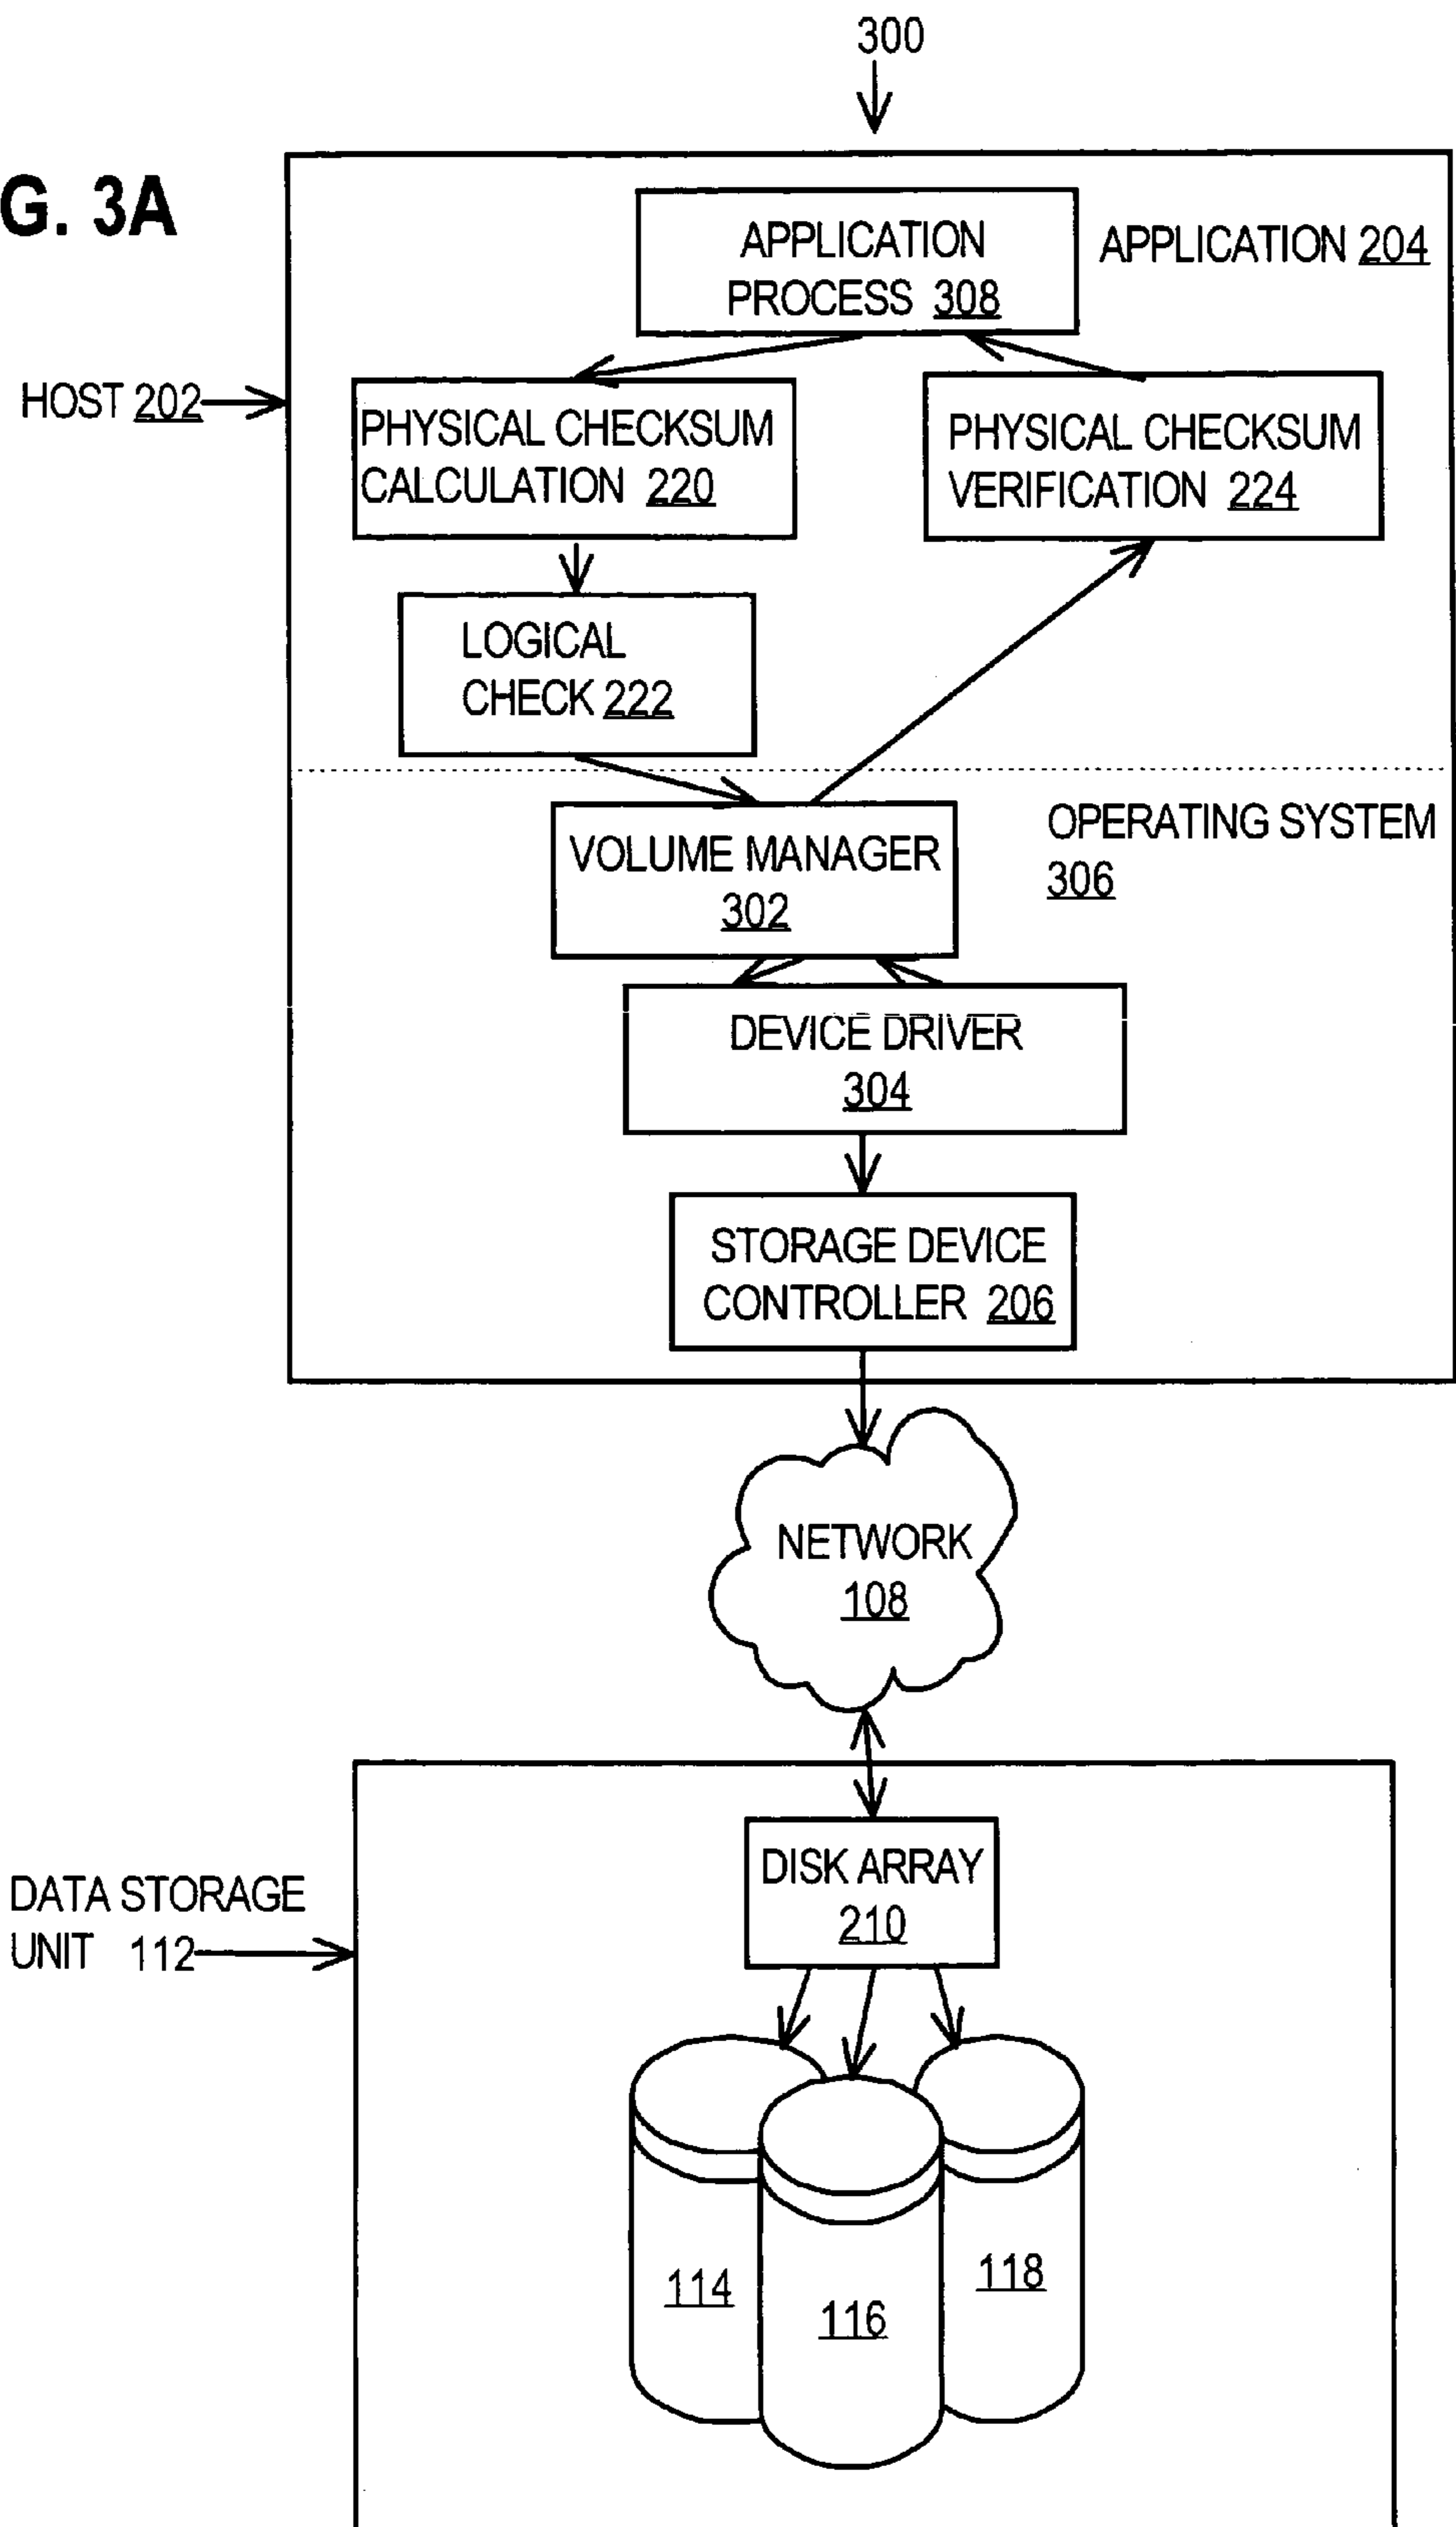 300
G. 3A
APPLICATION
PROCESS 308
APPLICATION 204
HOST 202
PHYSICAL CHECKSUM
CALCULATION 220
PHYSICAL CHECKSUM
VERIFICATION 224
LOGICAL
CHECK 222
VOLUME MANAGER
302
OPERATING SYSTEM
306
DEVICE DRIVER
304
STORAGE DEVICE
CONTROLLER 206
NETWORK
108
DISK ARRAY
210
DATA STORAGE
UNIT 112
114
116
118